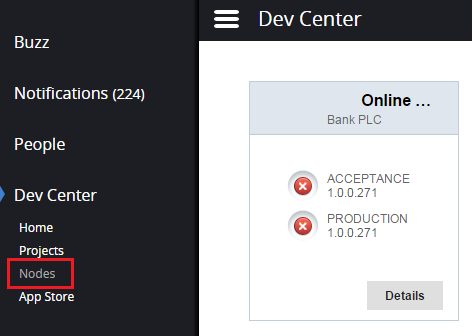 Buzz
Notifications (224)
People
Dev Center
Home
Projects
Nodes
App Store
Dev Center
Online ...
Bank PLC
ACCEPTANCE
1.0.0.271
PRODUCTION
1.0.0.271
Details